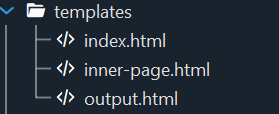 templates
index.html
inner-page.html
output.html